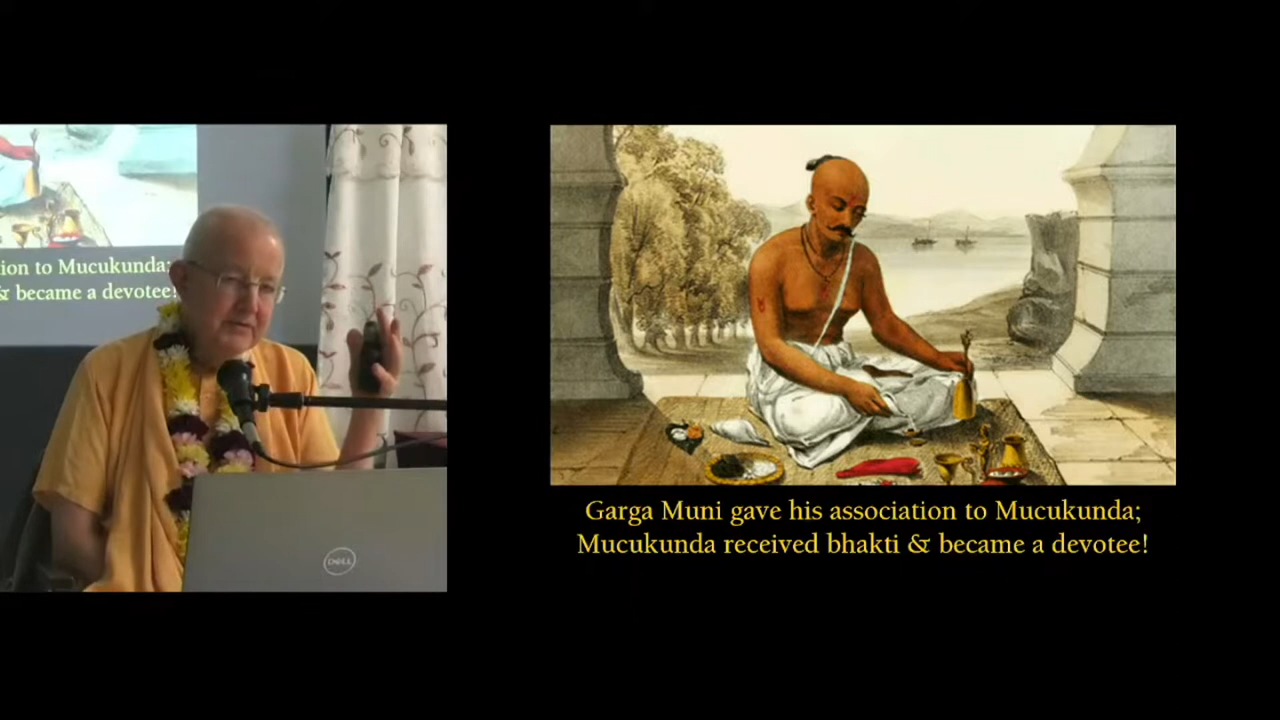 ion to Mucukunda;
& became a devotee!
DELL
Garga Muni gave his association to Mucukunda;
Mucukunda received bhakti & became a devotee!